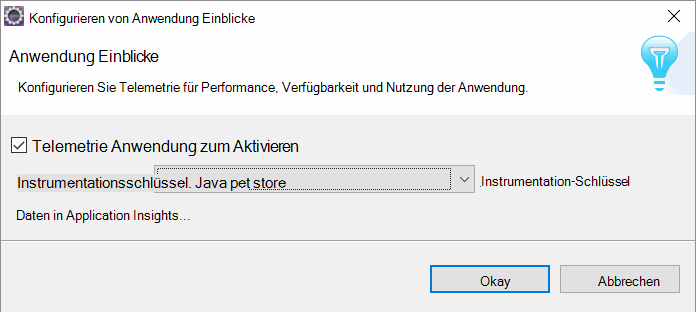 Konfigurieren von Anwendung Einblicke
Anwendung Einblicke
Konfigurieren Sie Telemetrie für Performance, Verfügbarkeit und Nutzung der Anwendung.
Telemetrie Anwendung zum Aktivieren
Instrumentationsschlüssel. Java pet store Instrumentation-Schlüssel
Daten in Application Insights...
Okay Abbrechen